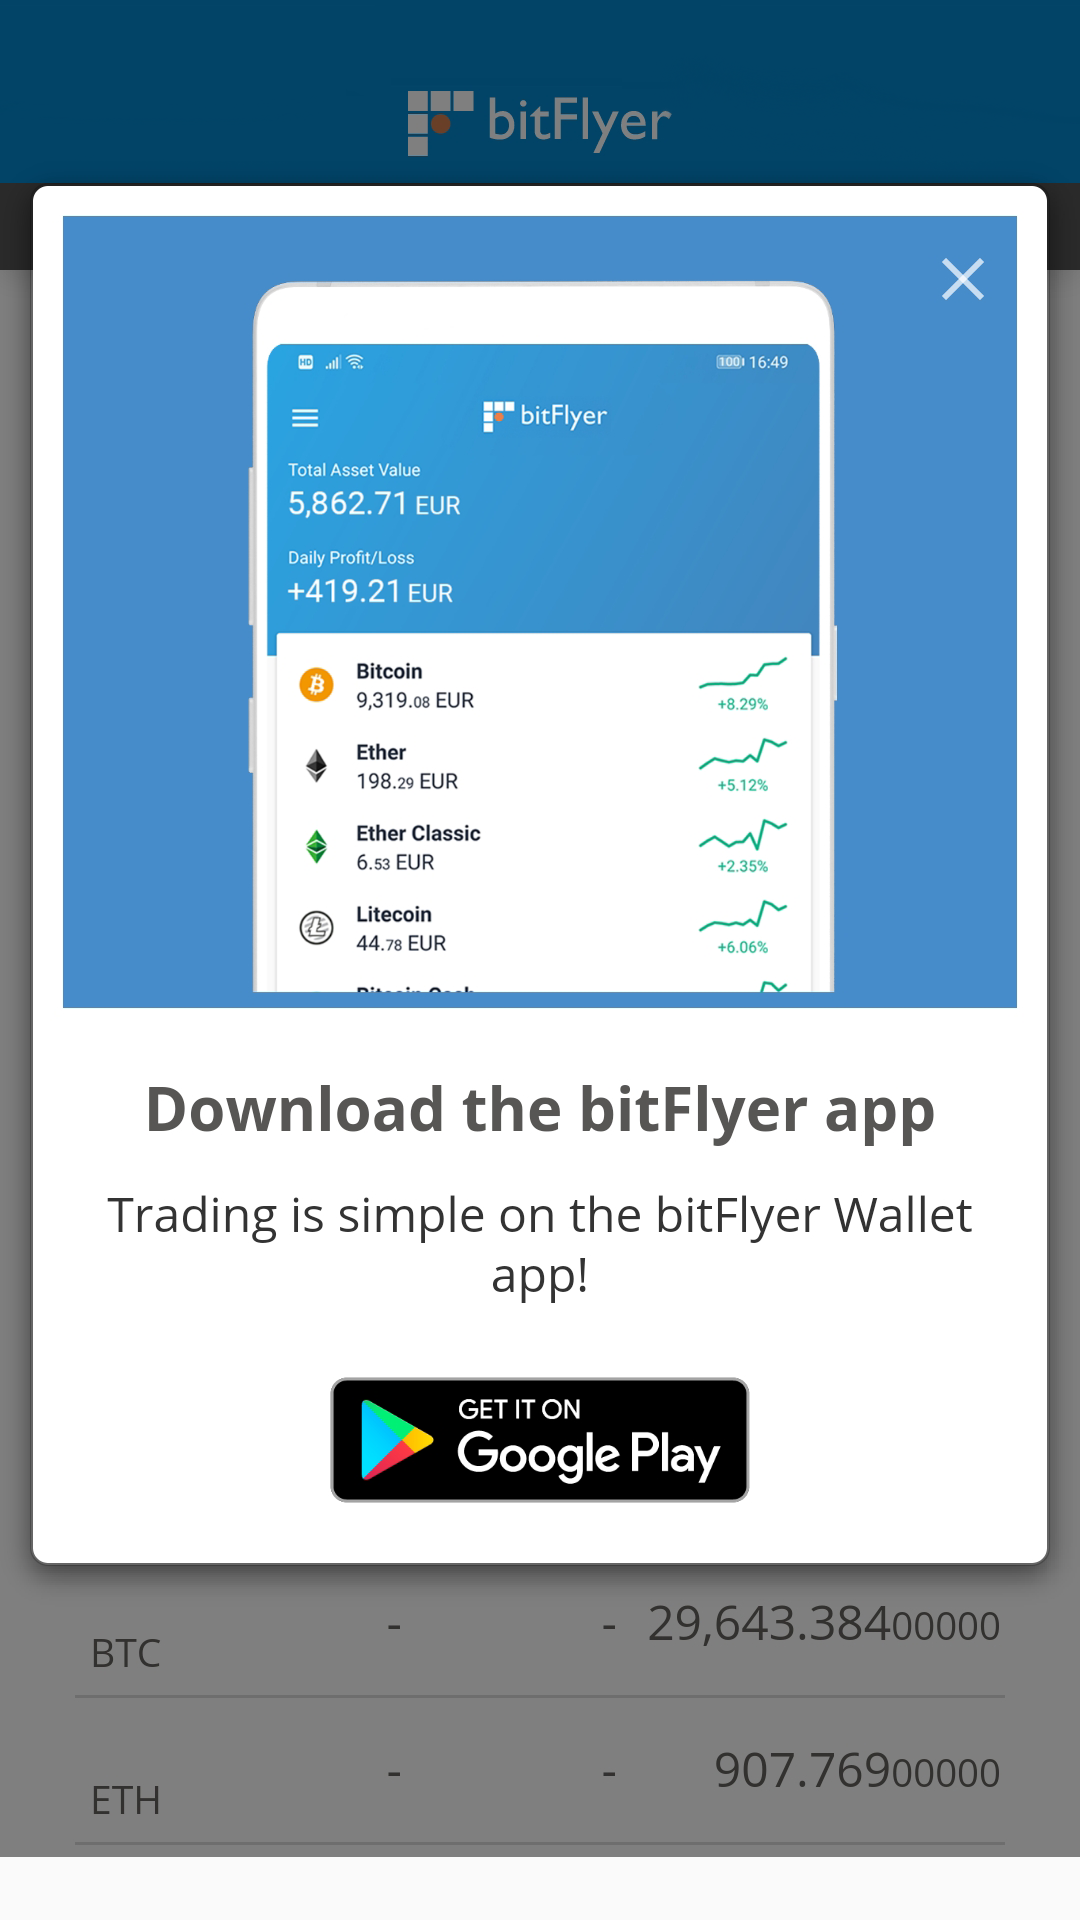 bitFlyer
HD
100 16:49
bitFlyer
Total Asset Value
5,862.71 EUR
Daily Profit/Loss
+419.21 EUR
Bitcoin
9,319.08 EUR
+8.29%
Ether
198.29 EUR
+5.12%
Ether Classic
6.53 EUR
+2.35%
Litecoin
44.78 EUR
+6.06%
Bitcoin Cash
Download the bitFlyer app
Trading is simple on the bitFlyer Wallet
app!
GET IT ON
Google Play
BTC - - 29,643.38400000
ETH - - 907.76900000